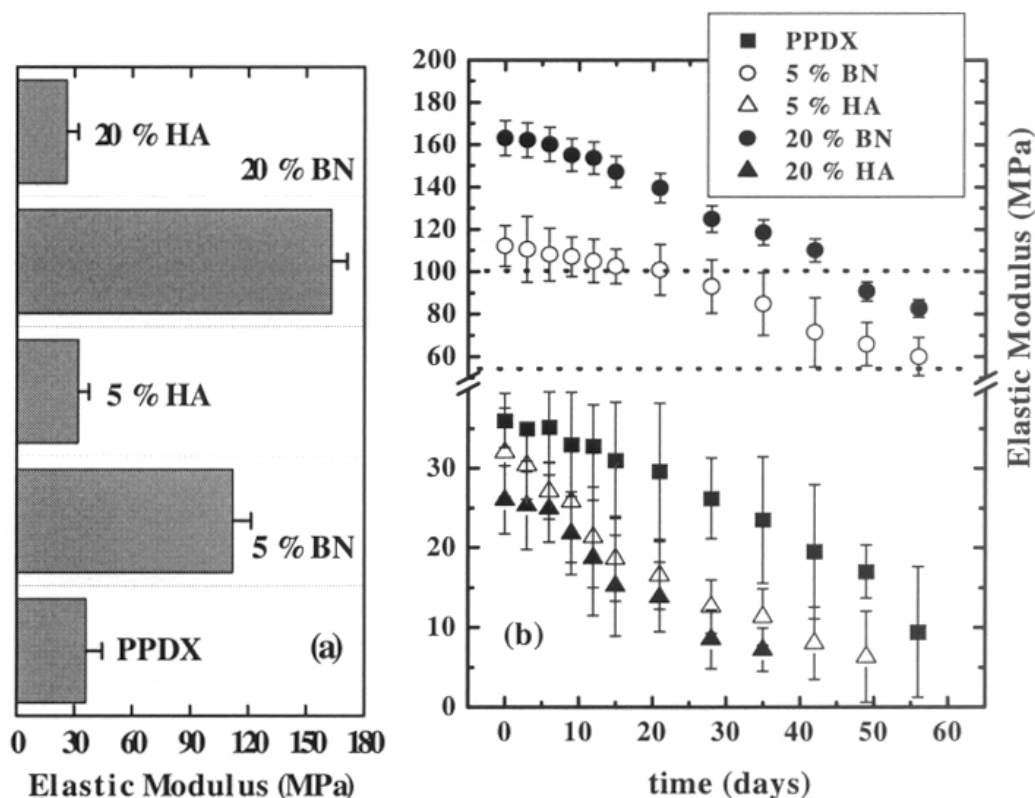 20 % HA
20 % BN
5 % HA
5 % BN
PPDX
(a)
0 30 60 90 120 150 180
Elastic Modulus (MPa)
PPDX
5 % BN
5 % HA
20 % BN
20 % HA
200
180
160
140
120
100
80
60
30
20
10
0
(b)
0 10 20 30 40 50 60
time (days)
Elastic Modulus (MPa)